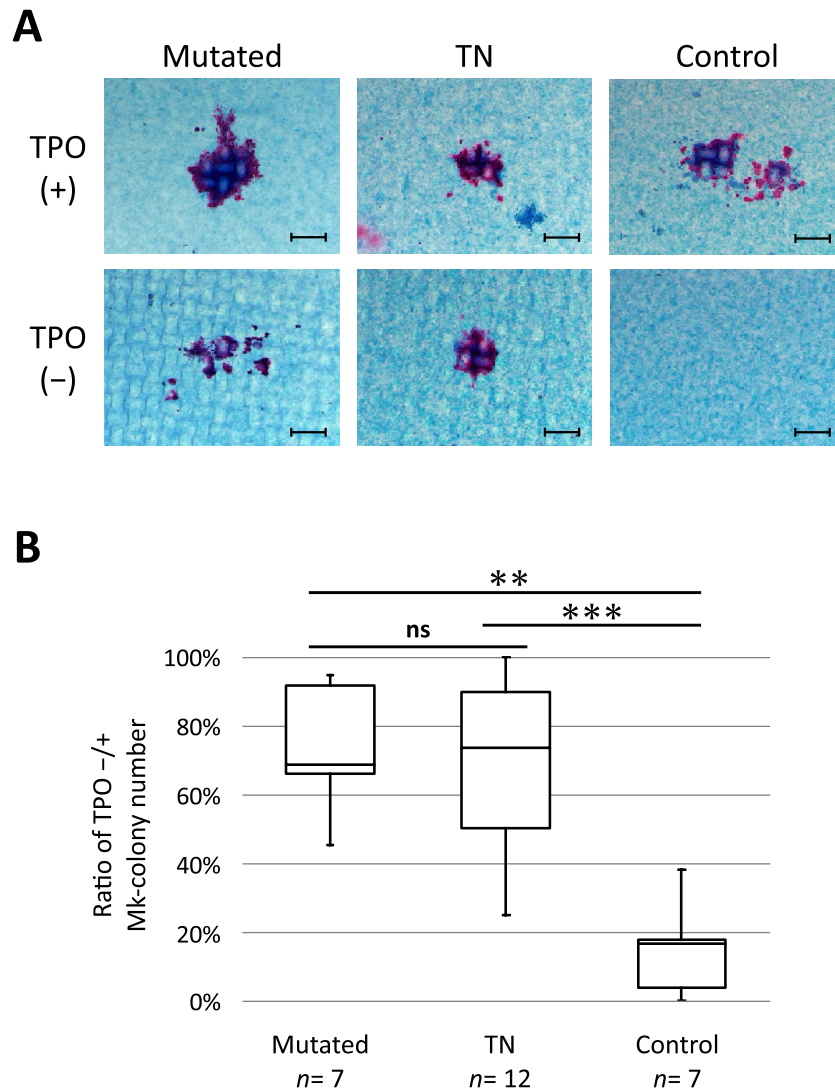 A
Mutated TN Control
TPO
(+)
TPO
(−)
B
**
***
ns
100%
80%
60%
40%
20%
0%
Ratio of TPO −/+
Mk-colony number
Mutated TN Control
n= 7 n= 12 n= 7